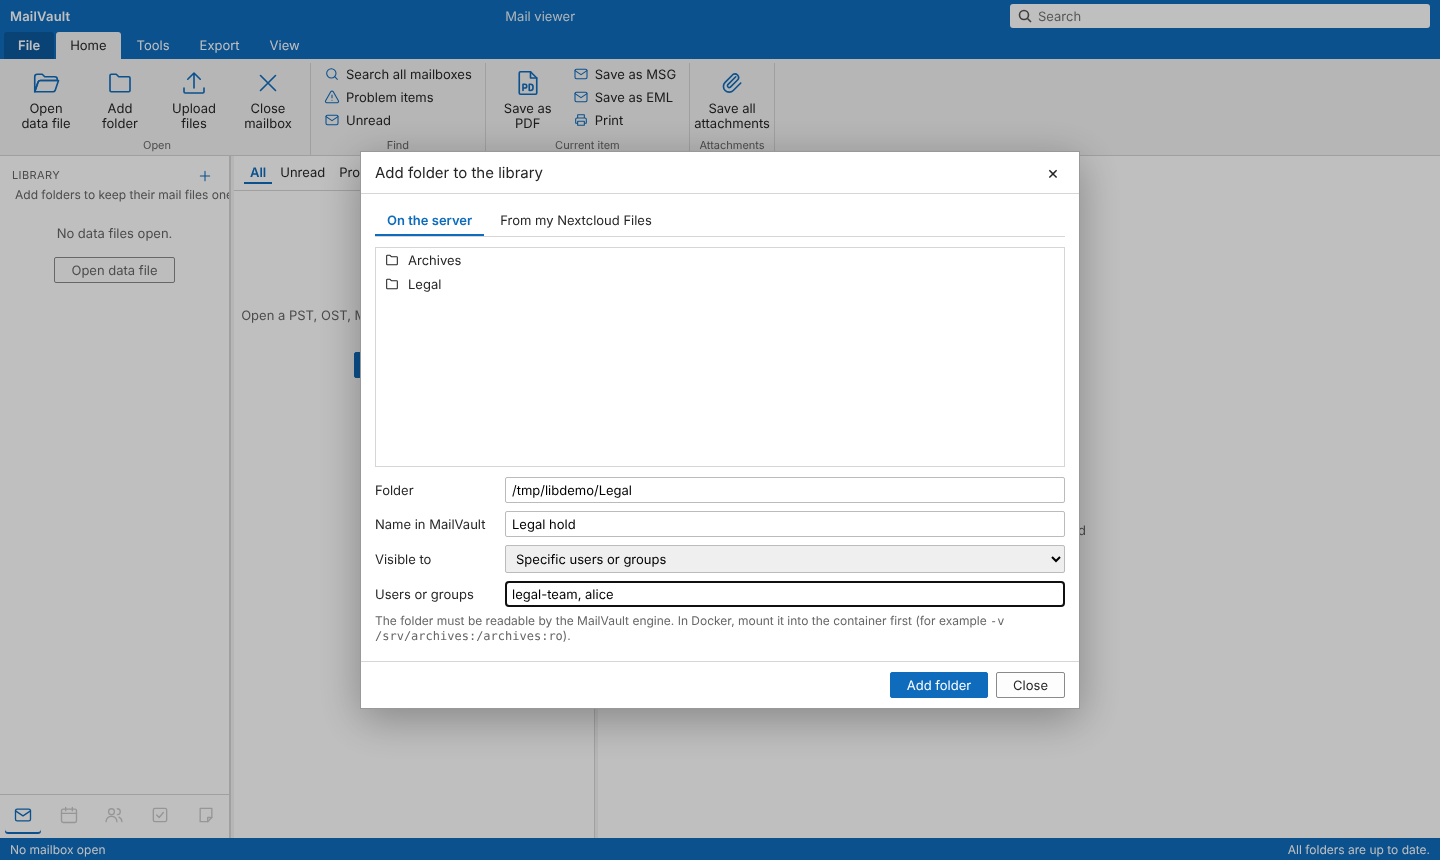 MailVault
Mail viewer
Search
File
Home
Tools
Export
View
Open
data file
Add
folder
Upload
files
Close
mailbox
Open
Search all mailboxes
Problem items
Unread
Find
PD
Save as
PDF
Save as MSG
Save as EML
Print
Current item
Save all
attachments
Attachments
LIBRARY
Add folders to keep their mail files one
No data files open.
Open data file
All
Unread
Pro
Open a PST, OST, M
d
Add folder to the library
On the server
From my Nextcloud Files
Archives
Legal
Folder
/tmp/libdemo/Legal
Name in MailVault
Legal hold
Visible to
Specific users or groups
Users or groups
legal-team, alice
The folder must be readable by the MailVault engine. In Docker, mount it into the container first (for example -v
/srv/archives:/archives:ro).
Add folder
Close
No mailbox open
All folders are up to date.